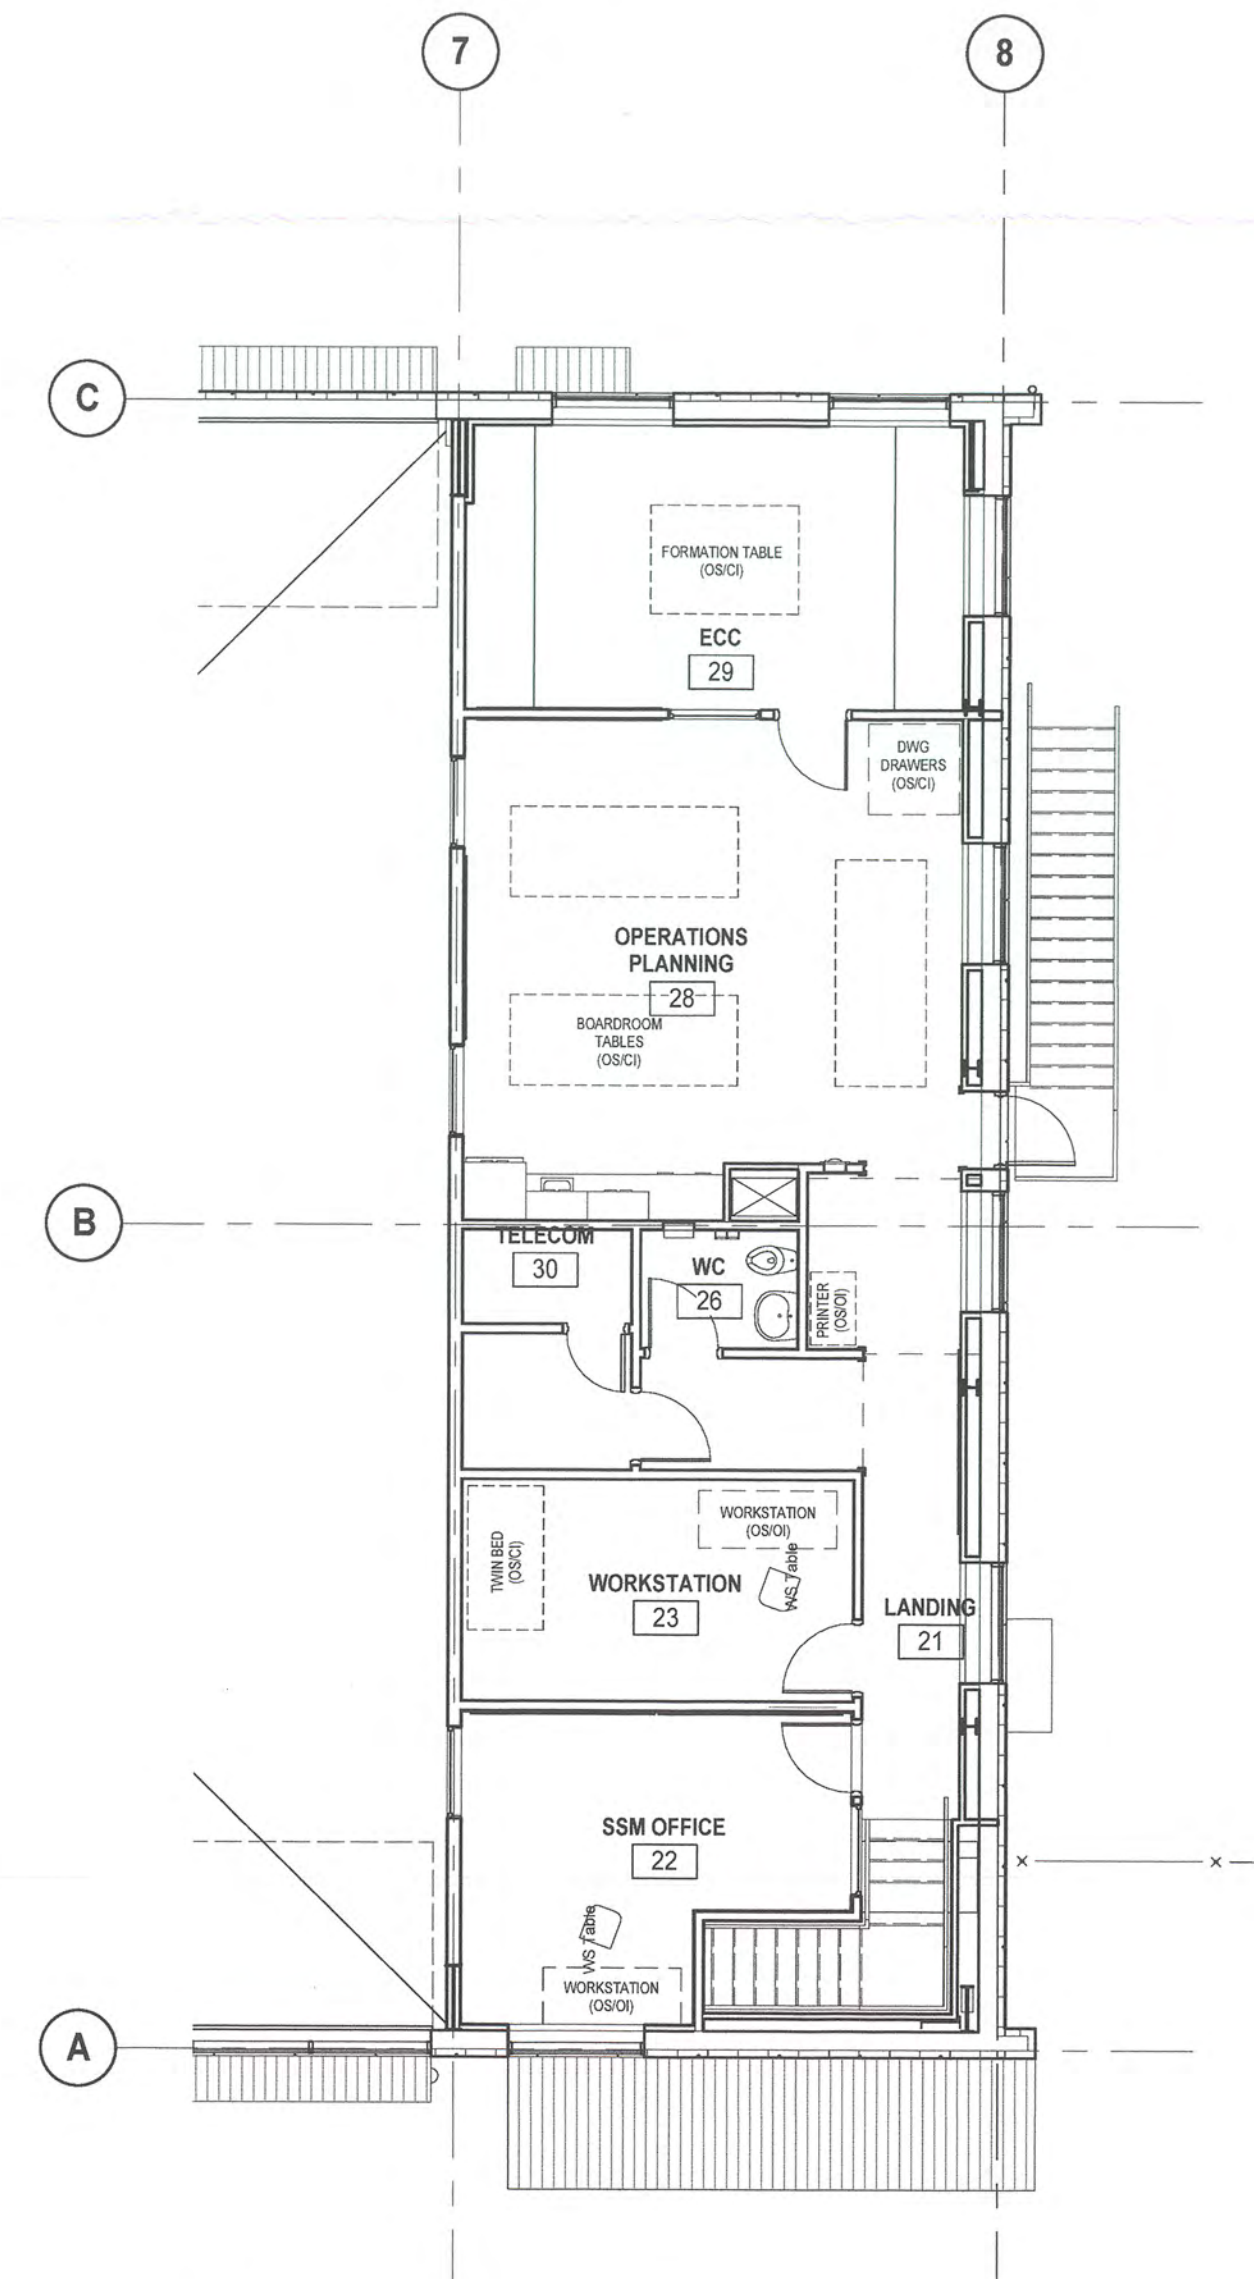 7
8
C
FORMATION TABLE
(OS/CI)
ECC
29
DWG
DRAWERS
(OS/CI)
OPERATIONS
PLANNING
28
BOARDROOM
TABLES
(OS/CI)
B
TELECOM
30
WC
26
PRINTER
(OS/OI)
TWIN BED
(OS/CI)
WORKSTATION
(OS/OI)
WS Table
WORKSTATION
23
LANDING
21
SSM OFFICE
22
WS Table
WORKSTATION
(OS/OI)
A